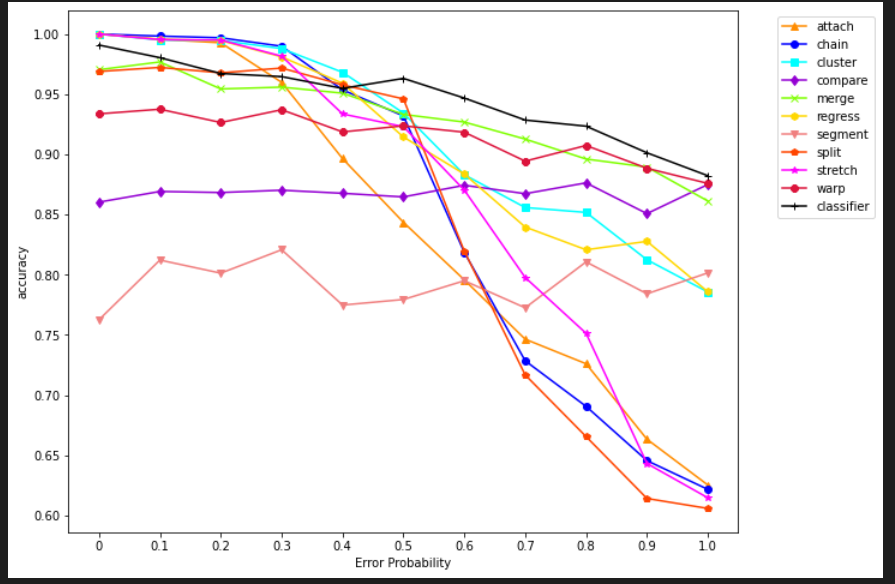 1.00
0.95
0.90
0.85
0.80
0.75
0.70
0.65
0.60
accuracy
0 0.1 0.2 0.3 0.4 0.5 0.6 0.7 0.8 0.9 1.0
Error Probability
attach
chain
cluster
compare
merge
regress
segment
split
stretch
warp
classifier